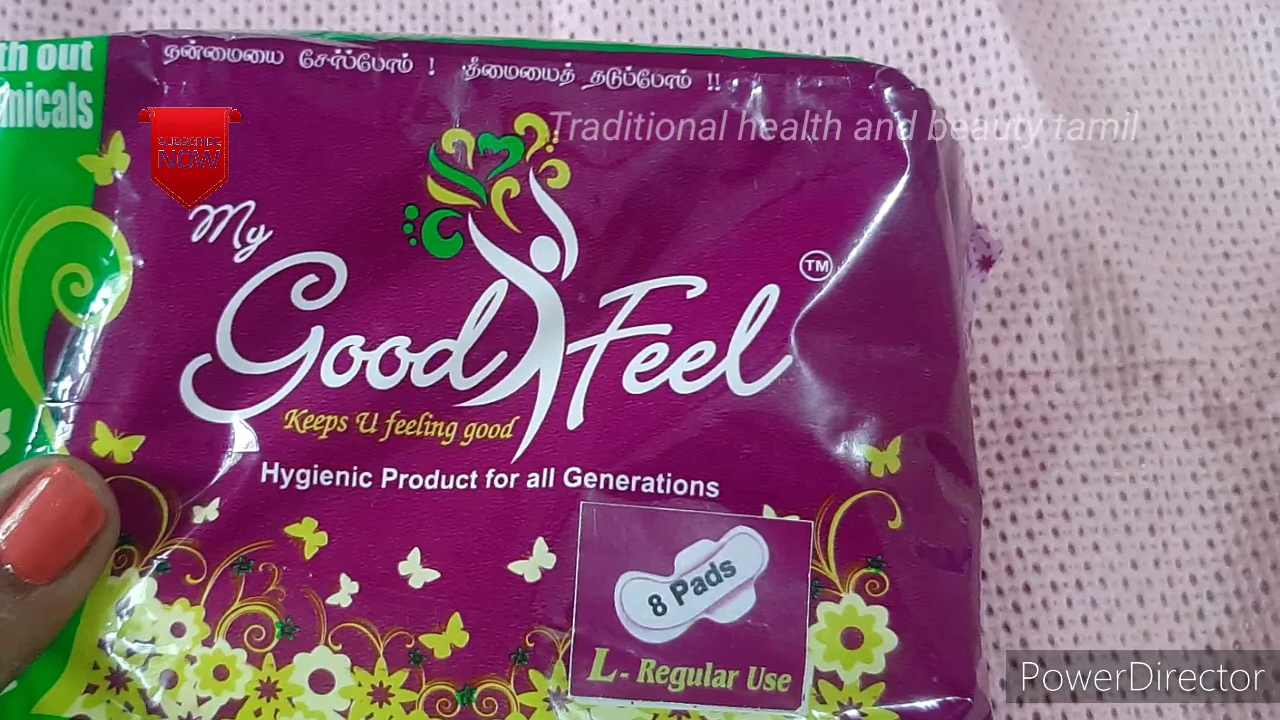 th out
micals
நன்மையை சேர்ப்போம் ! தீமையைத் தடுப்போம் !!
Traditional health and beauty tamil
SUBSCRIBE
NOW
My
Good Feel
TM
Keeps U feeling good
Hygienic Product for all Generations
8 Pads
L - Regular Use
PowerDirector